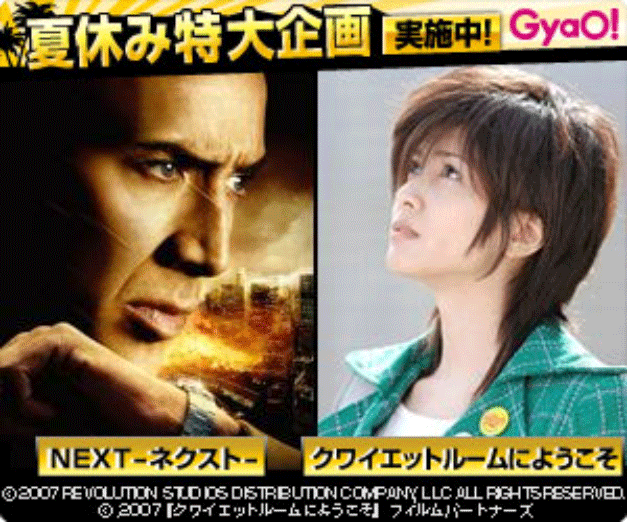 夏休み特大企画 実施中! GyaO!
NEXT-ネクスト- クワイエットルームにようこそ
©2007 REVOLUTION STUDIOS DISTRIBUTION COMPANY, LLC. ALL RIGHTS RESERVED.
©2007『クワイエットルームにようこそ』フィルムパートナーズ